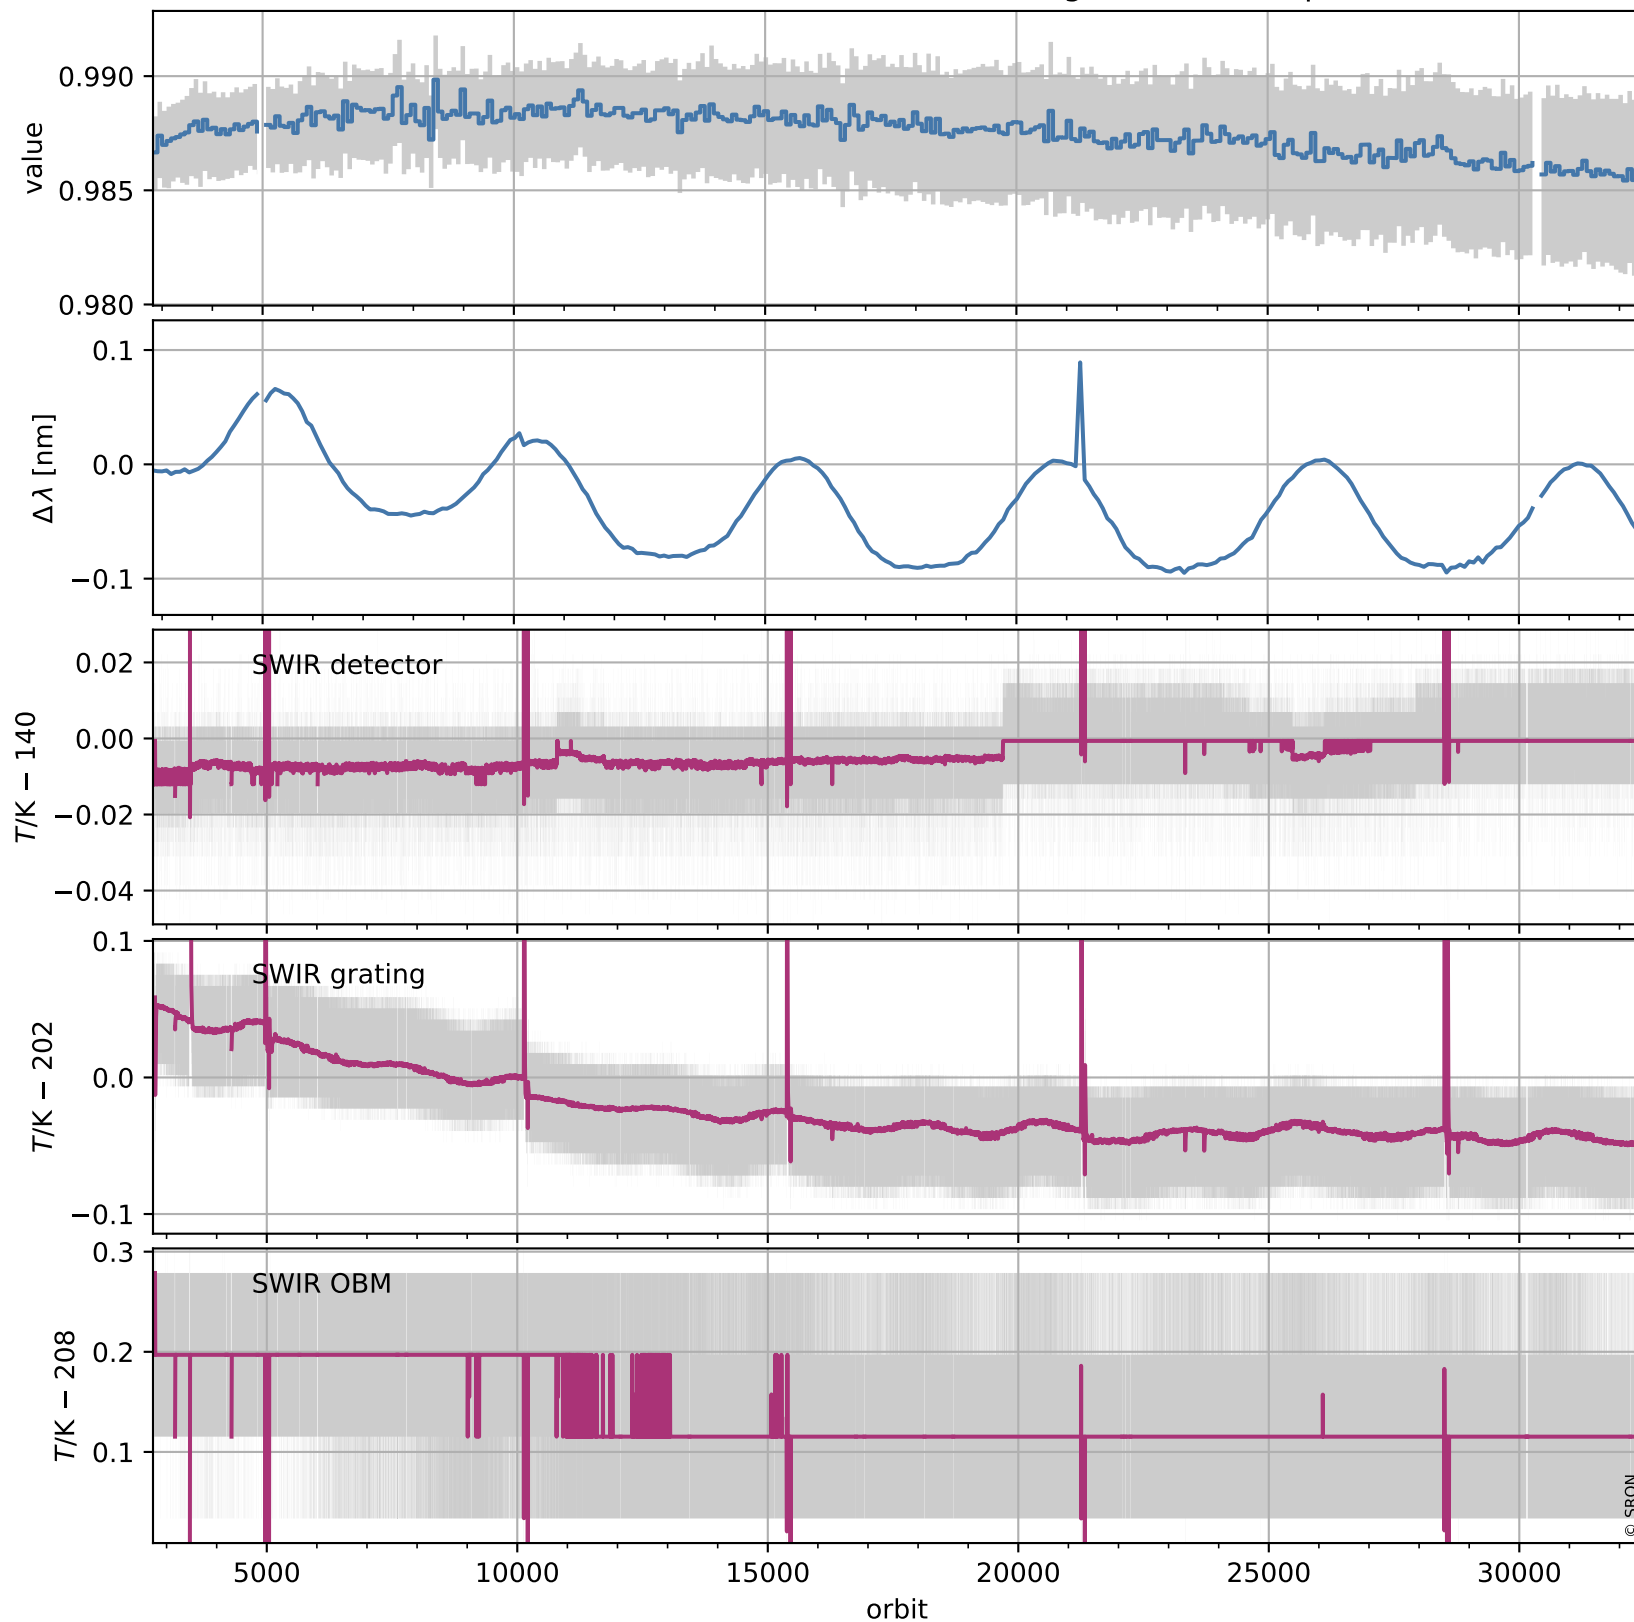 0.990
0.985
0.980
value
0.1
0.0
−0.1
Δλ [nm]
SWIR detector
0.02
0.00
−0.02
−0.04
T/K − 140
SWIR grating
0.1
0.0
−0.1
T/K − 202
SWIR OBM
0.3
0.2
0.1
T/K − 208
5000 10000 15000 20000 25000 30000
orbit
© SRON